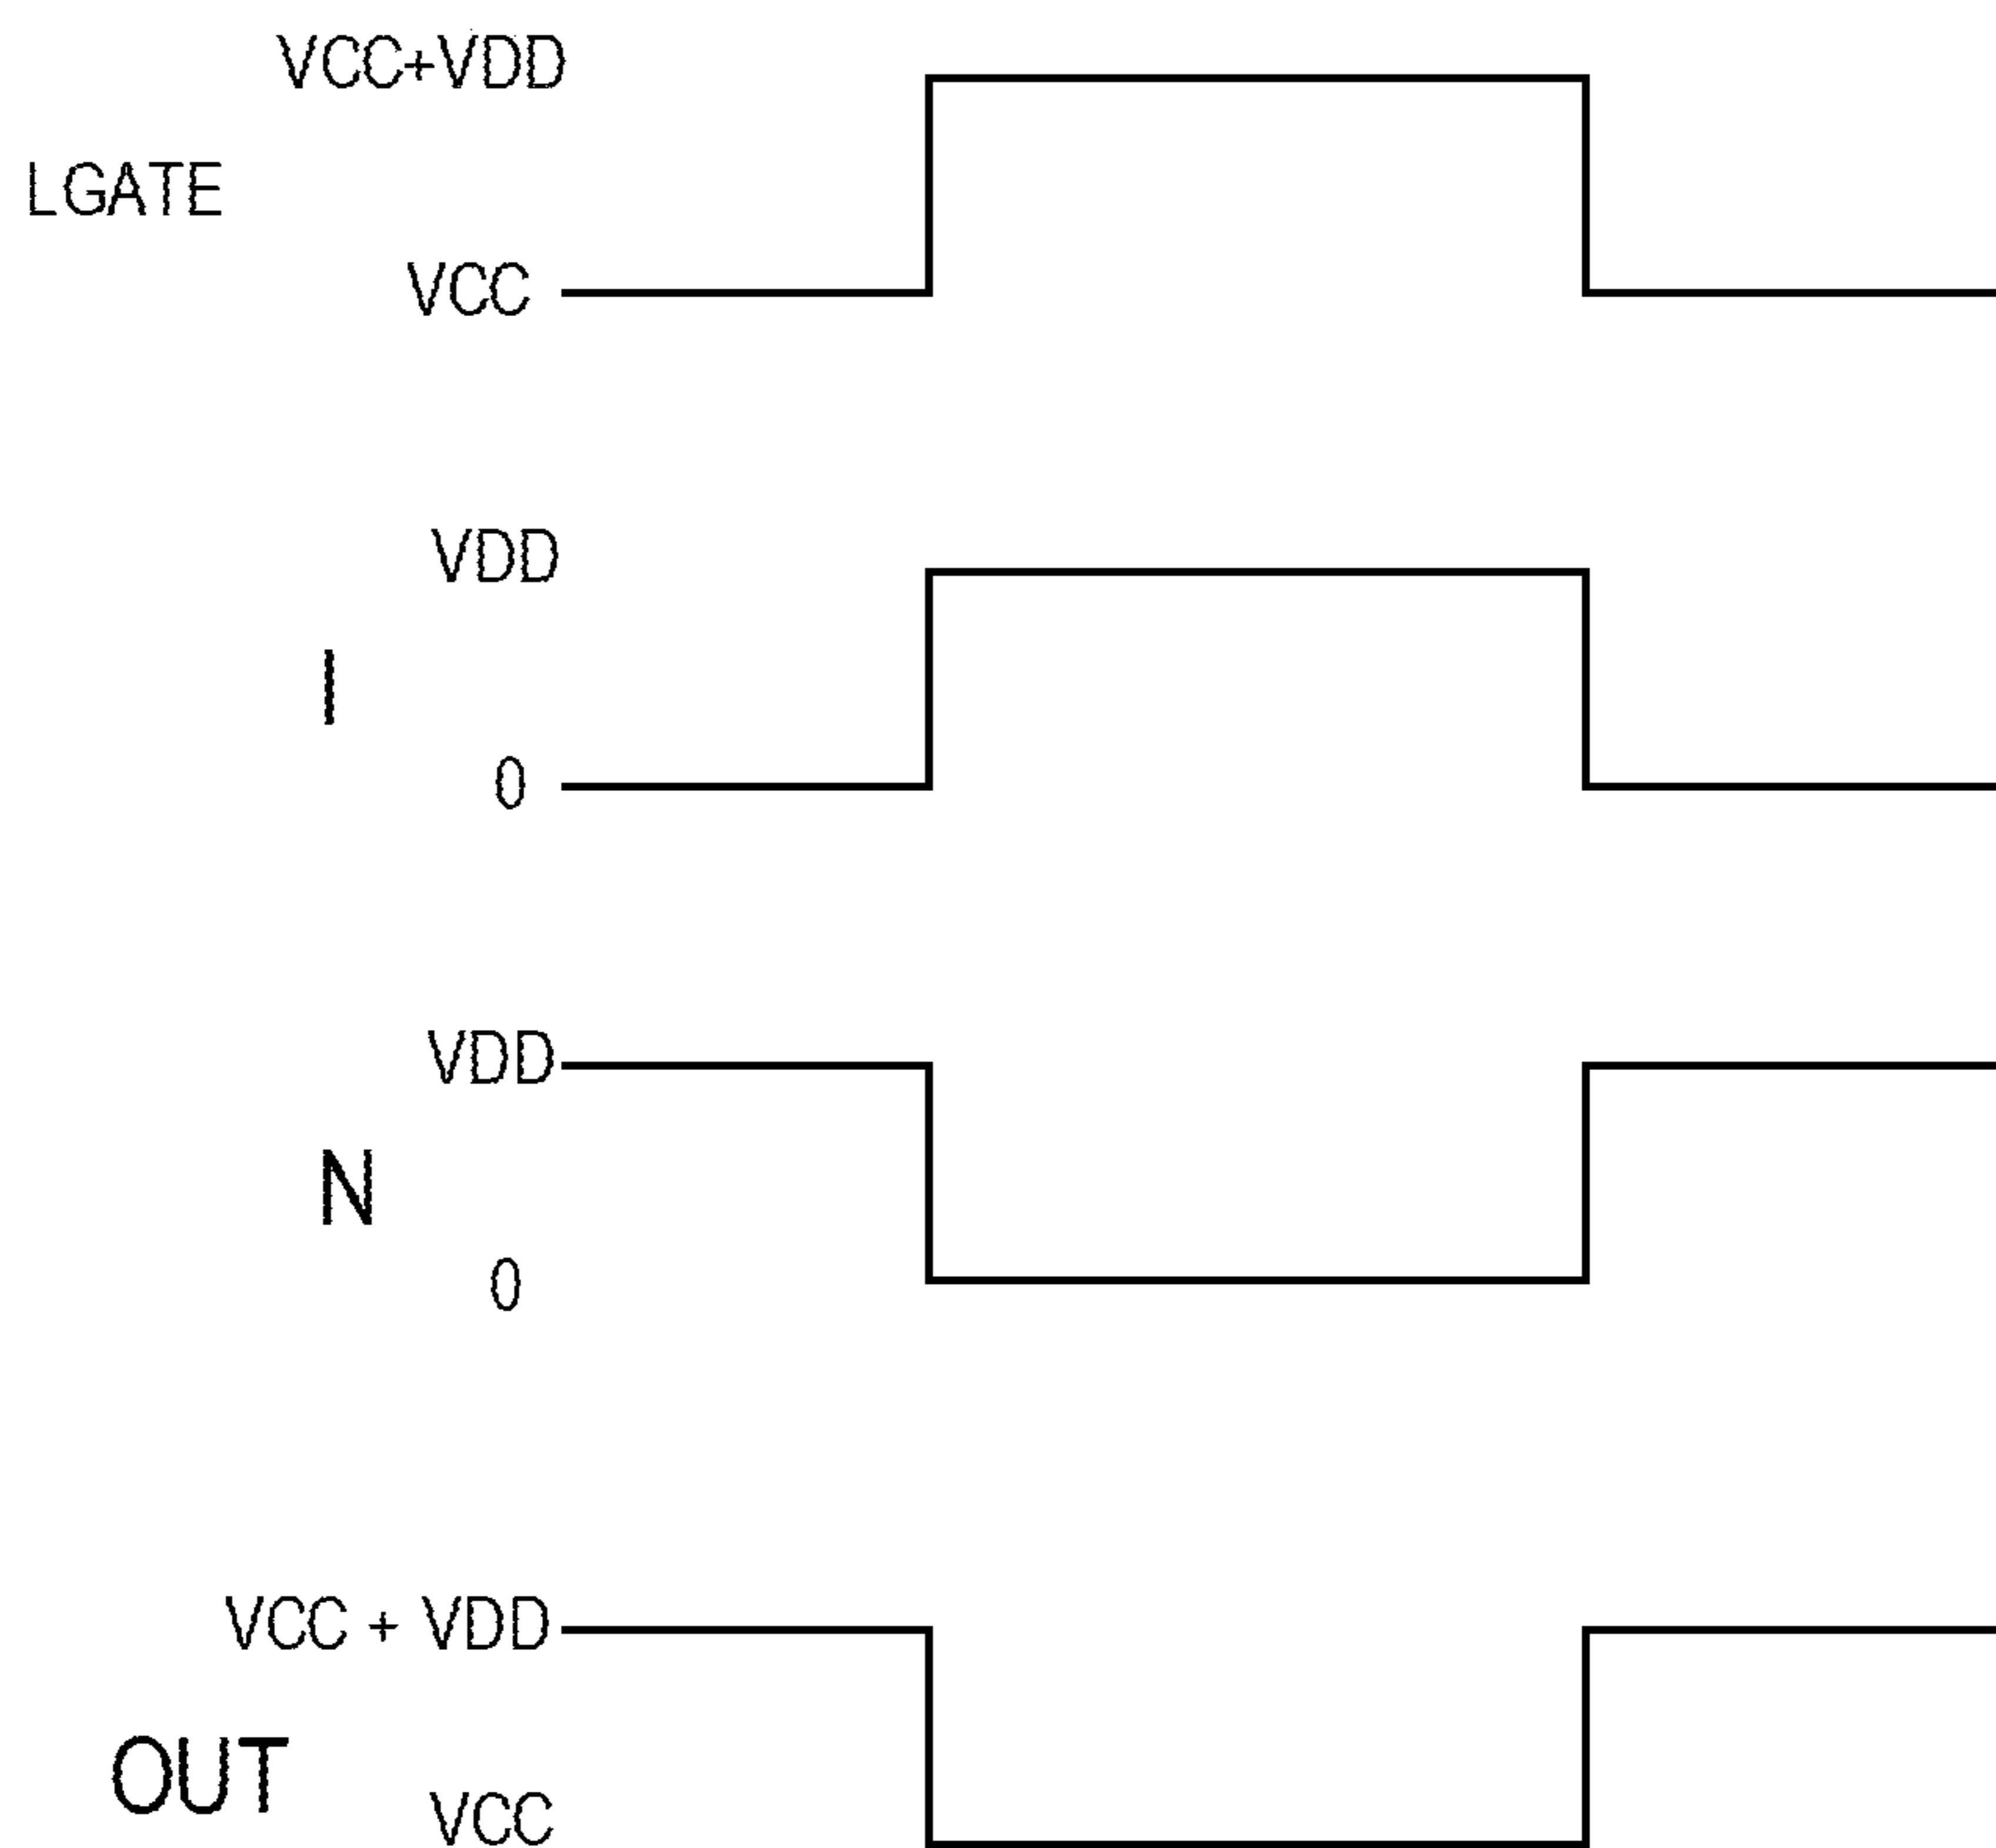 VCC+VDD
LGATE
VCC
VDD
I
0
VDD
N
0
VCC + VDD
OUT
VCC